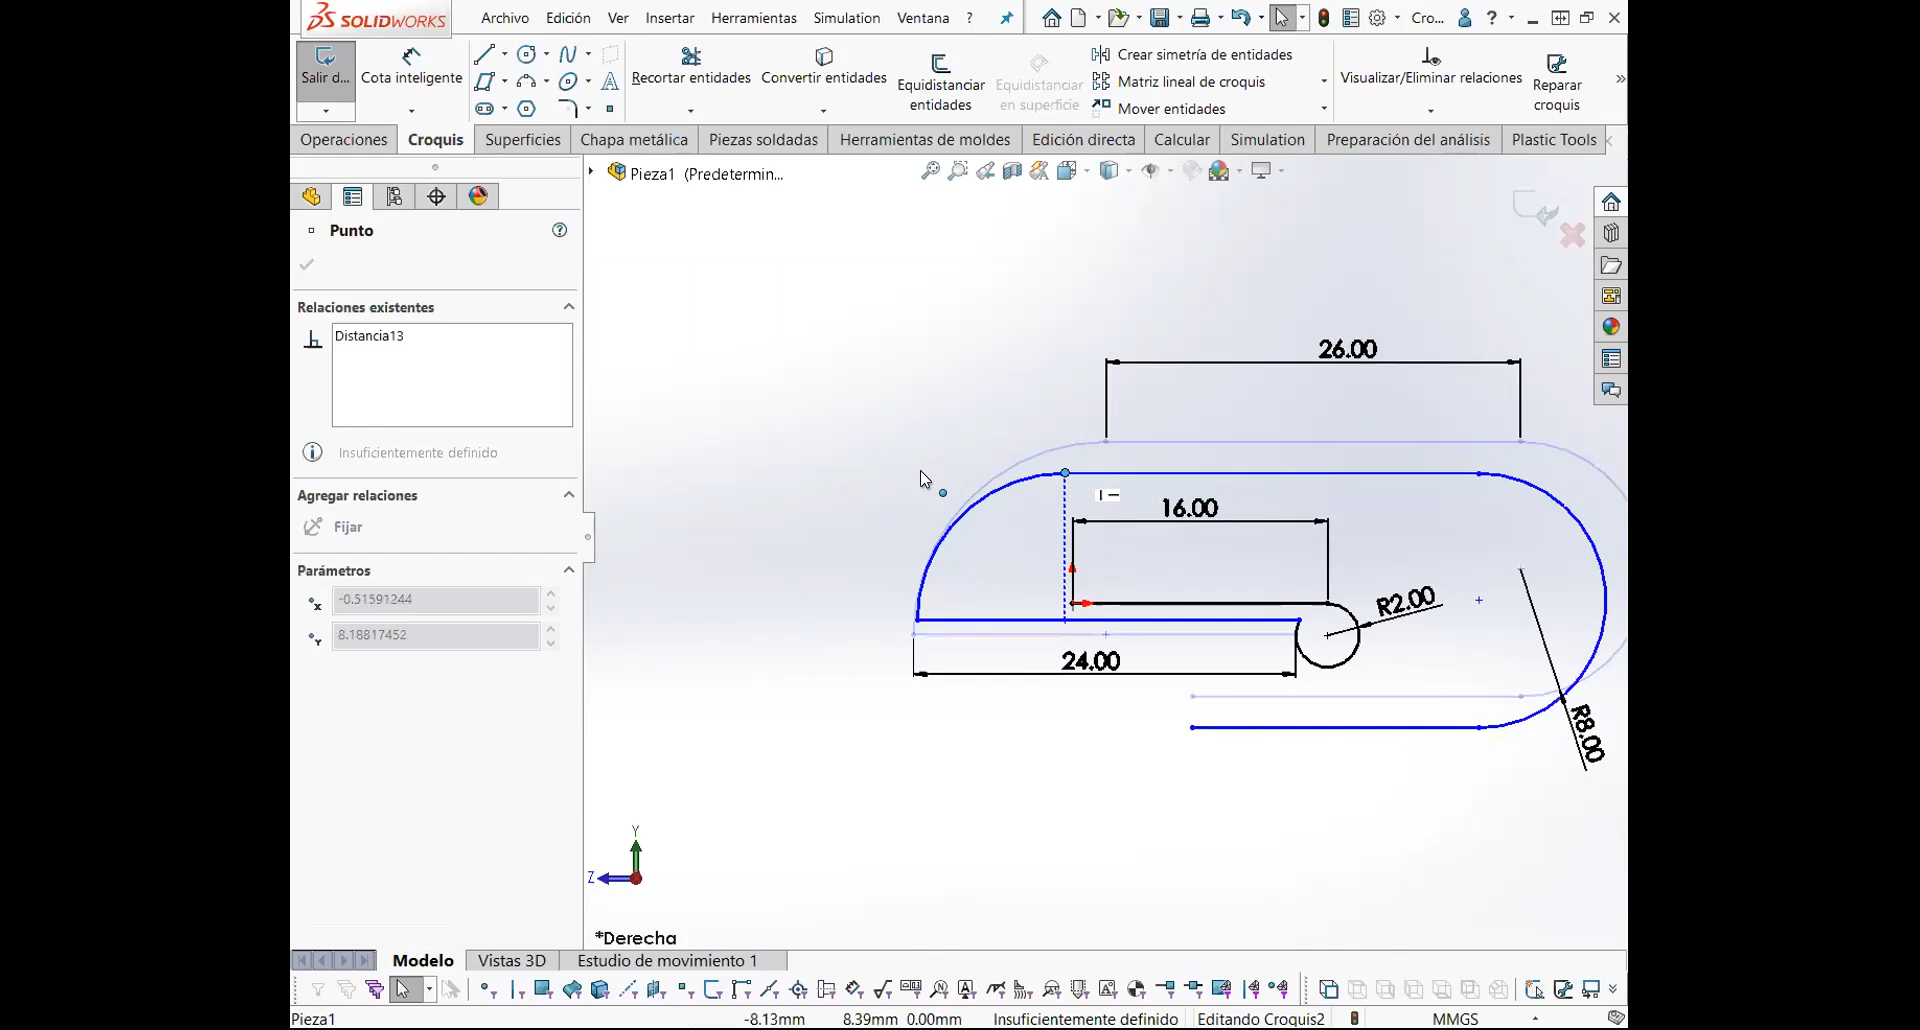 SOLIDWORKS
Archivo Edición Ver Insertar Herramientas Simulation Ventana ? Cro... ?
Salir d... Cota inteligente Recortar entidades Convertir entidades Equidistanciar entidades Equidistanciar en superficie Crear simetría de entidades Visualizar/Eliminar relaciones Reparar croquis
Matriz lineal de croquis
Mover entidades
Operaciones Croquis Superficies Chapa metálica Piezas soldadas Herramientas de moldes Edición directa Calcular Simulation Preparación del análisis Plastic Tools
Pieza1 (Predetermin...
Punto
Relaciones existentes
Distancia13
Insuficientemente definido
Agregar relaciones
Fijar
Parámetros
-0.51591244
8.18817452
26.00
16.00
R2.00
24.00
R8.00
Y
Z
*Derecha
Modelo Vistas 3D Estudio de movimiento 1
Pieza1 -8.13mm 8.39mm 0.00mm Insuficientemente definido Editando Croquis2 MMGS